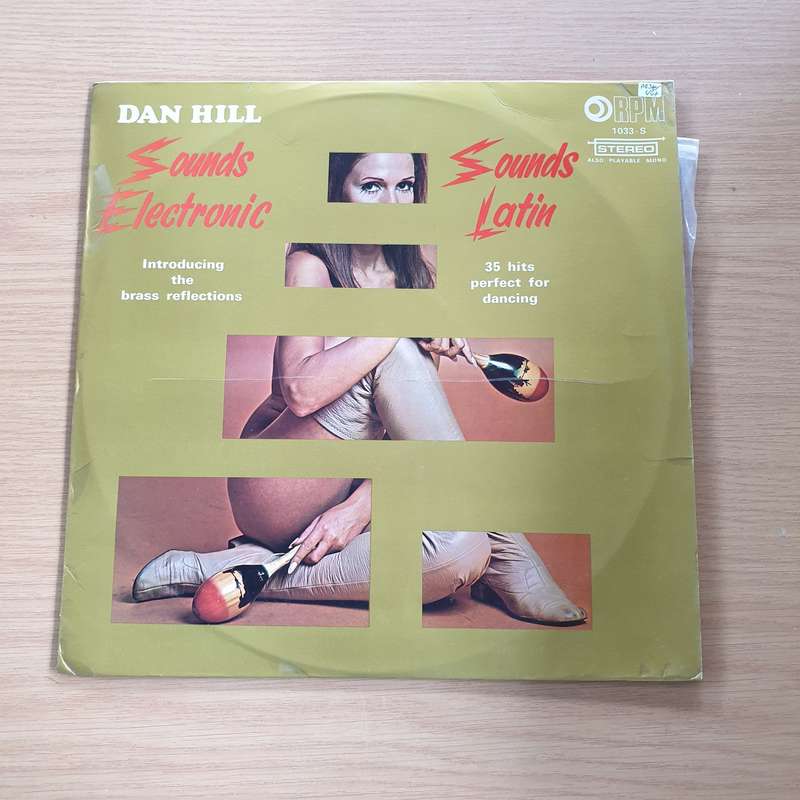 DAN HILL
Sounds
Electronic
Introducing
the
brass reflections
Sounds
Latin
35 hits
perfect for
dancing
RPM
1033-S
STEREO
ALSO PLAYABLE MONO